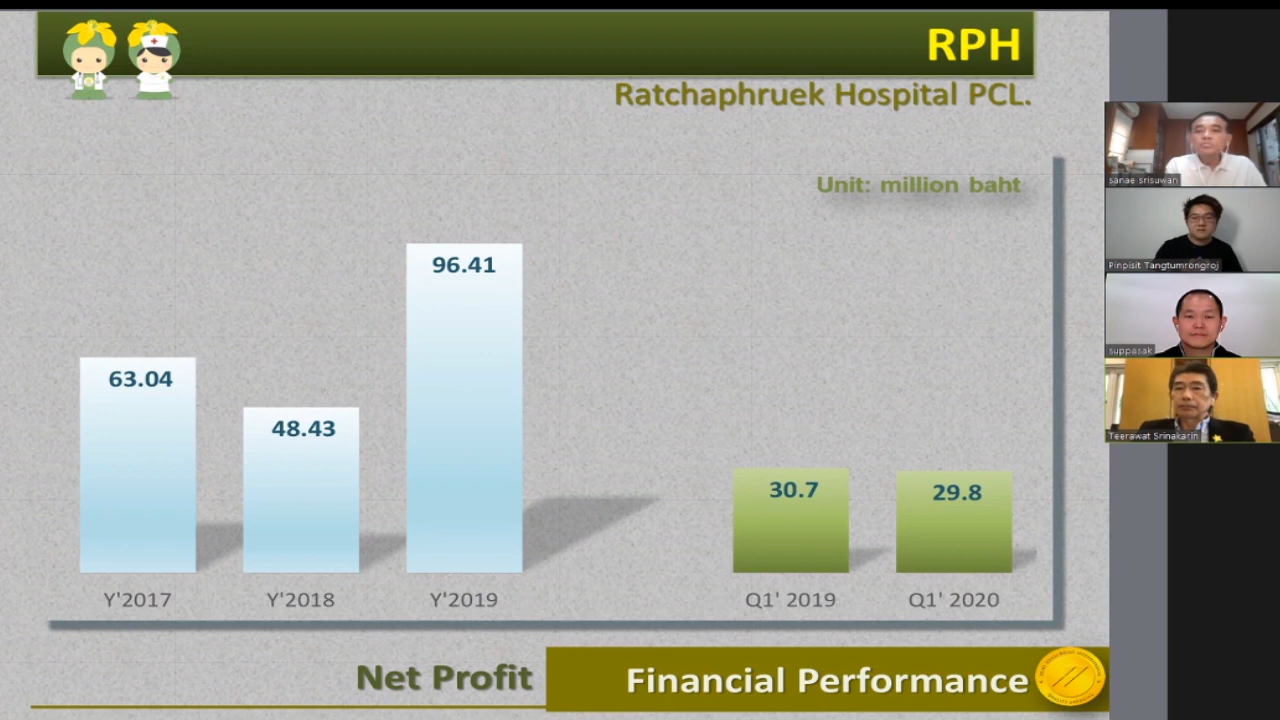 RPH
Ratchaphruek Hospital PCL.
Unit: million baht
63.04
48.43
96.41
30.7
29.8
Y'2017
Y'2018
Y'2019
Q1' 2019
Q1' 2020
Net Profit
Financial Performance
sanae srisuwan
Pinpisit Tangtumrongroj
suppasak
Teerawat Srinakarin